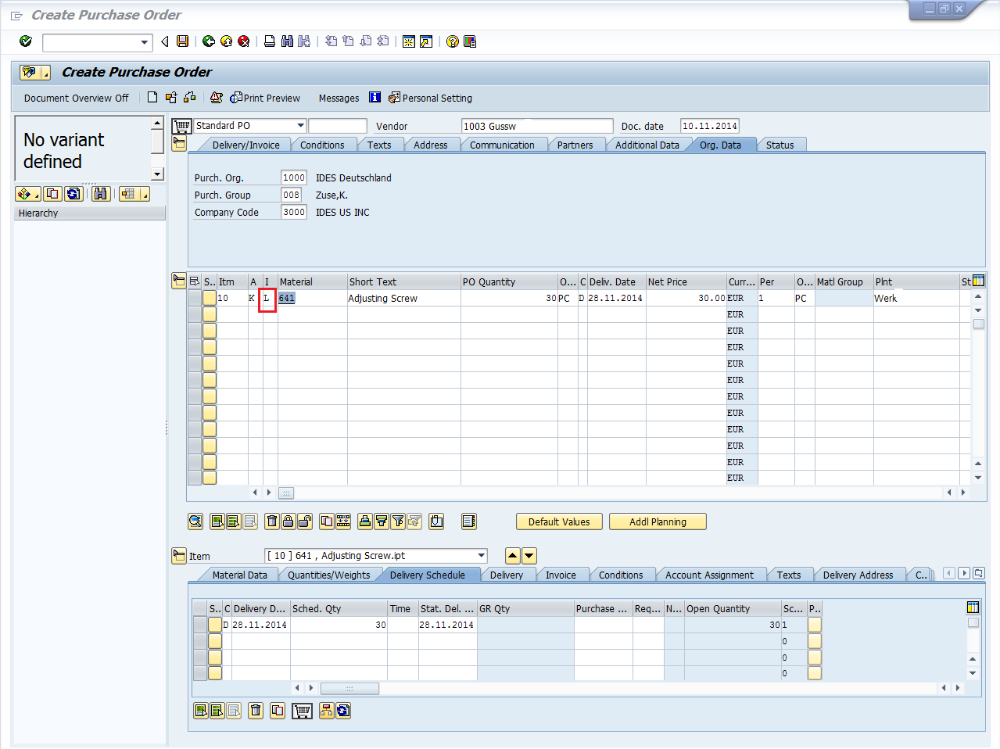 Create Purchase Order
Create Purchase Order
Document Overview Off Print Preview Messages Personal Setting
No variant
defined
Hierarchy
Standard PO Vendor 1003 Gussw Doc. date 10.11.2014
Delivery/Invoice Conditions Texts Address Communication Partners Additional Data Org. Data Status
Purch. Org. 1000 IDES Deutschland
Purch. Group 008 Zuse,K.
Company Code 3000 IDES US INC
S.. Itm A I Material Short Text PO Quantity O... C Deliv. Date Net Price Curr... Per O... Matl Group Plnt St
10 K L 641 Adjusting Screw 30 PC D 28.11.2014 30.00 EUR 1 PC Werk
EUR
EUR
EUR
EUR
EUR
EUR
EUR
EUR
EUR
EUR
EUR
Default Values Addl Planning
Item [ 10 ] 641 , Adjusting Screw.ipt
Material Data Quantities/Weights Delivery Schedule Delivery Invoice Conditions Account Assignment Texts Delivery Address C..
S.. C Delivery D... Sched. Qty Time Stat. Del. ... GR Qty Purchase ... Req... N... Open Quantity Sc... P..
D 28.11.2014 30 28.11.2014 30 1
0
0
0